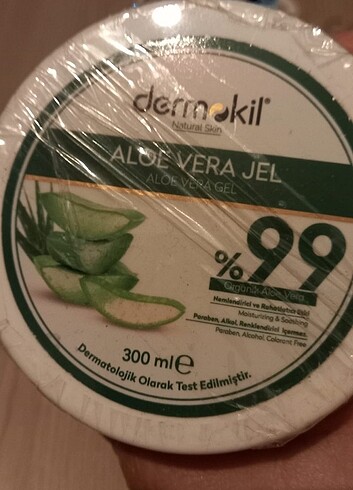 dermokil®
Natural Skin
ALOE VERA JEL
ALOE VERA GEL
%99
Organik Aloe Vera
Nemlendirici ve Rahatlatıcı Etki
Moisturizing & Soothing
Paraben, Alkol, Renklendirici İçermez.
Paraben, Alcohol, Colorant Free
300 ml e
Dermatolojik Olarak Test Edilmiştir.